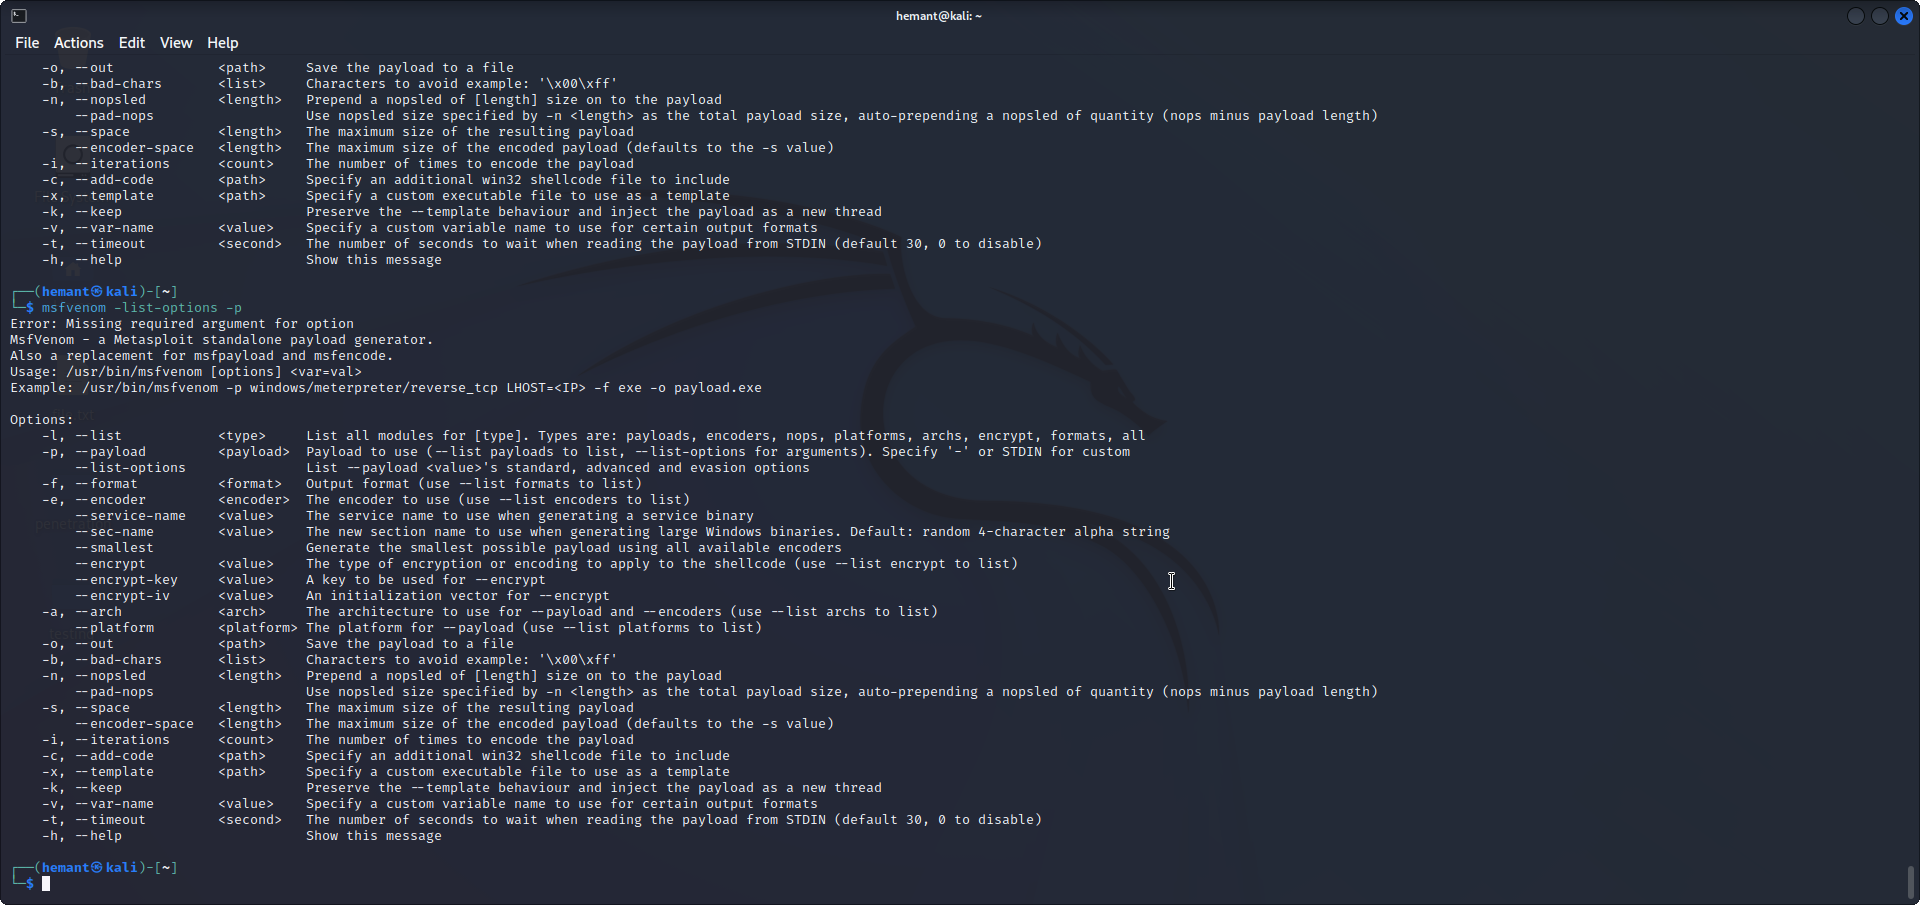 hemant@kali: ~
File Actions Edit View Help
-o, --out <path> Save the payload to a file
-b, --bad-chars <list> Characters to avoid example: '\x00\xff'
-n, --nopsled <length> Prepend a nopsled of [length] size on to the payload
--pad-nops Use nopsled size specified by -n <length> as the total payload size, auto-prepending a nopsled of quantity (nops minus payload length)
-s, --space <length> The maximum size of the resulting payload
--encoder-space <length> The maximum size of the encoded payload (defaults to the -s value)
-i, --iterations <count> The number of times to encode the payload
-c, --add-code <path> Specify an additional win32 shellcode file to include
-x, --template <path> Specify a custom executable file to use as a template
-k, --keep Preserve the --template behaviour and inject the payload as a new thread
-v, --var-name <value> Specify a custom variable name to use for certain output formats
-t, --timeout <second> The number of seconds to wait when reading the payload from STDIN (default 30, 0 to disable)
-h, --help Show this message
┌──(hemant㉿kali)-[~]
└─$ msfvenom -list-options -p
Error: Missing required argument for option
MsfVenom - a Metasploit standalone payload generator.
Also a replacement for msfpayload and msfencode.
Usage: /usr/bin/msfvenom [options] <var=val>
Example: /usr/bin/msfvenom -p windows/meterpreter/reverse_tcp LHOST=<IP> -f exe -o payload.exe
Options:
-l, --list <type> List all modules for [type]. Types are: payloads, encoders, nops, platforms, archs, encrypt, formats, all
-p, --payload <payload> Payload to use (--list payloads to list, --list-options for arguments). Specify '-' or STDIN for custom
--list-options List --payload <value>'s standard, advanced and evasion options
-f, --format <format> Output format (use --list formats to list)
-e, --encoder <encoder> The encoder to use (use --list encoders to list)
--service-name <value> The service name to use when generating a service binary
--sec-name <value> The new section name to use when generating large Windows binaries. Default: random 4-character alpha string
--smallest Generate the smallest possible payload using all available encoders
--encrypt <value> The type of encryption or encoding to apply to the shellcode (use --list encrypt to list)
--encrypt-key <value> A key to be used for --encrypt
--encrypt-iv <value> An initialization vector for --encrypt
-a, --arch <arch> The architecture to use for --payload and --encoders (use --list archs to list)
--platform <platform> The platform for --payload (use --list platforms to list)
-o, --out <path> Save the payload to a file
-b, --bad-chars <list> Characters to avoid example: '\x00\xff'
-n, --nopsled <length> Prepend a nopsled of [length] size on to the payload
--pad-nops Use nopsled size specified by -n <length> as the total payload size, auto-prepending a nopsled of quantity (nops minus payload length)
-s, --space <length> The maximum size of the resulting payload
--encoder-space <length> The maximum size of the encoded payload (defaults to the -s value)
-i, --iterations <count> The number of times to encode the payload
-c, --add-code <path> Specify an additional win32 shellcode file to include
-x, --template <path> Specify a custom executable file to use as a template
-k, --keep Preserve the --template behaviour and inject the payload as a new thread
-v, --var-name <value> Specify a custom variable name to use for certain output formats
-t, --timeout <second> The number of seconds to wait when reading the payload from STDIN (default 30, 0 to disable)
-h, --help Show this message
┌──(hemant㉿kali)-[~]
└─$